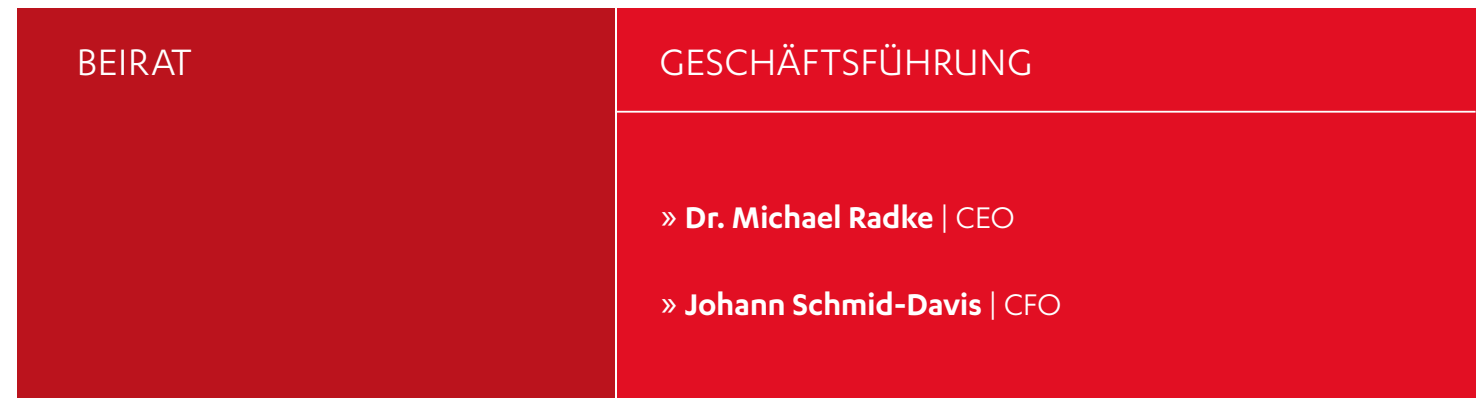 BEIRAT
GESCHÄFTSFÜHRUNG
» Dr. Michael Radke | CEO
» Johann Schmid-Davis | CFO